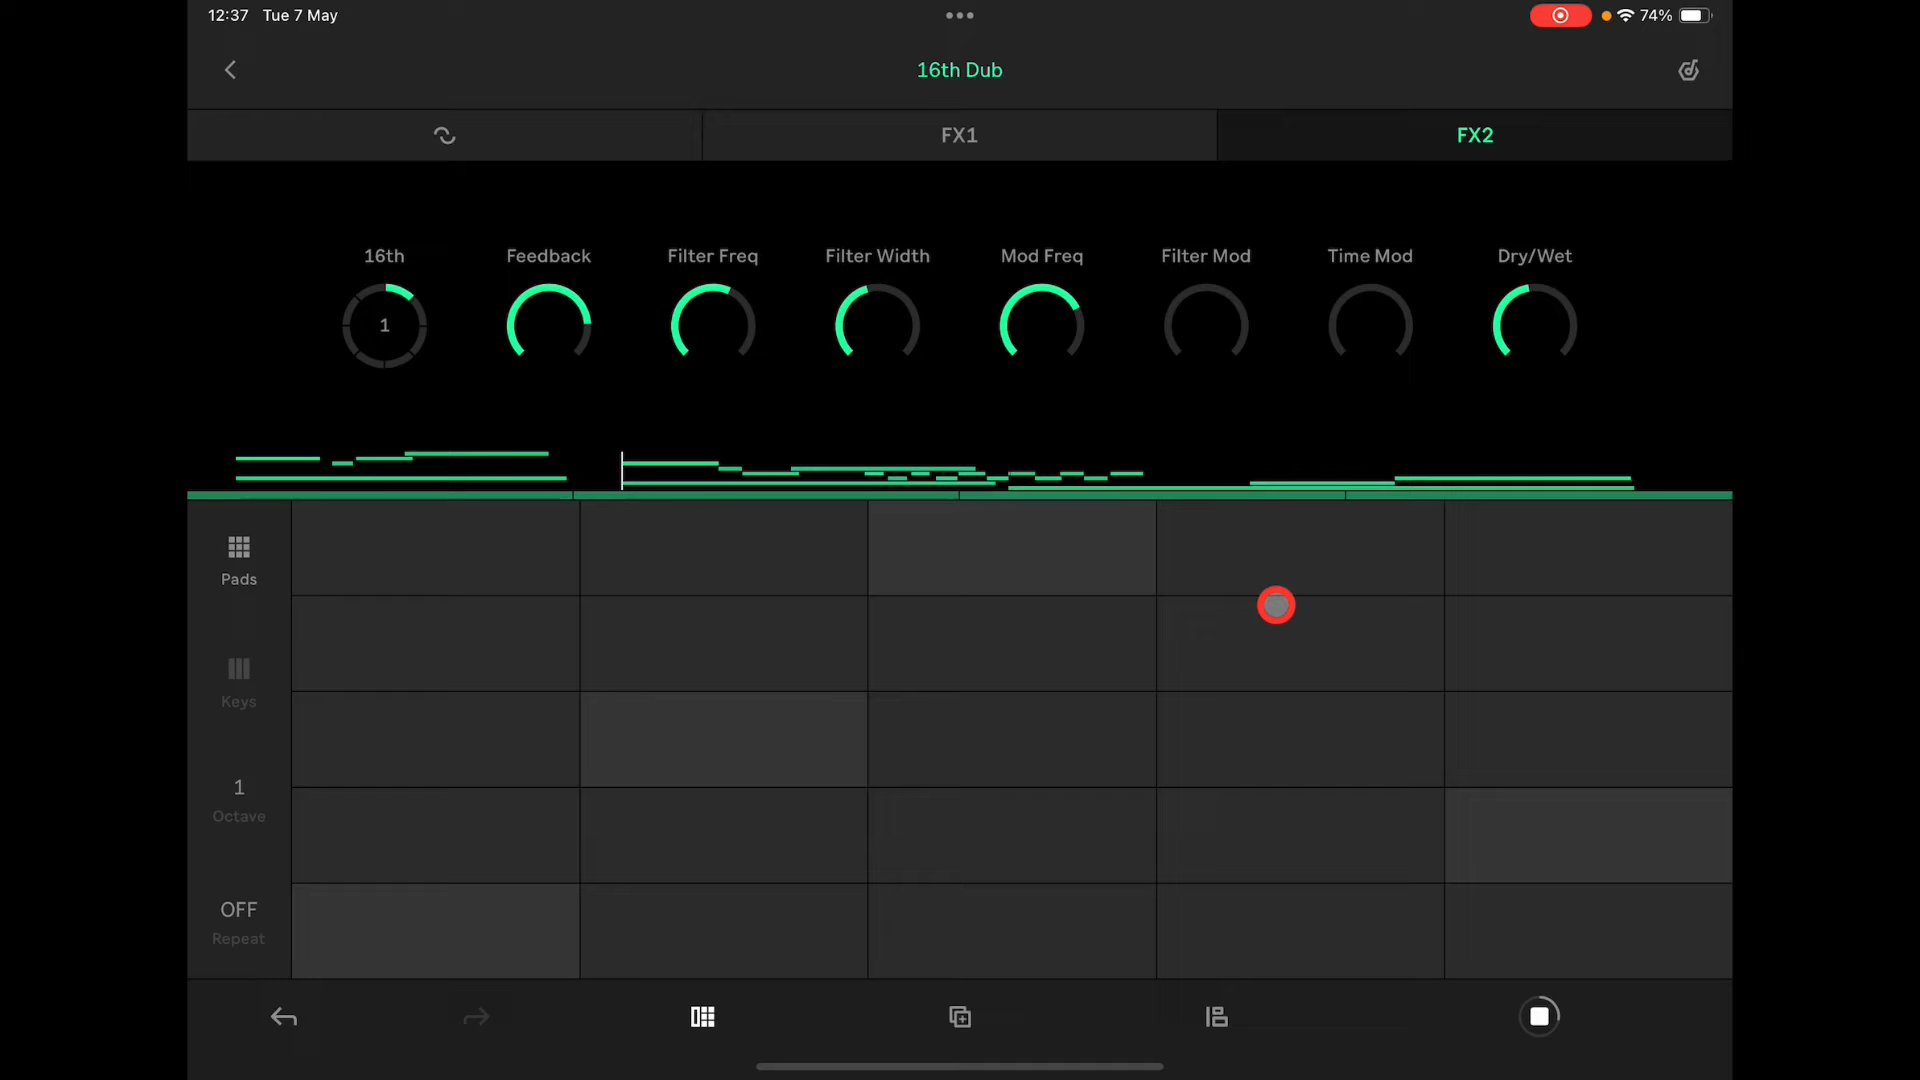 12:37 Tue 7 May
74%
16th Dub
FX1
FX2
16th
Feedback
Filter Freq
Filter Width
Mod Freq
Filter Mod
Time Mod
Dry/Wet
1
Pads
Keys
1
Octave
OFF
Repeat